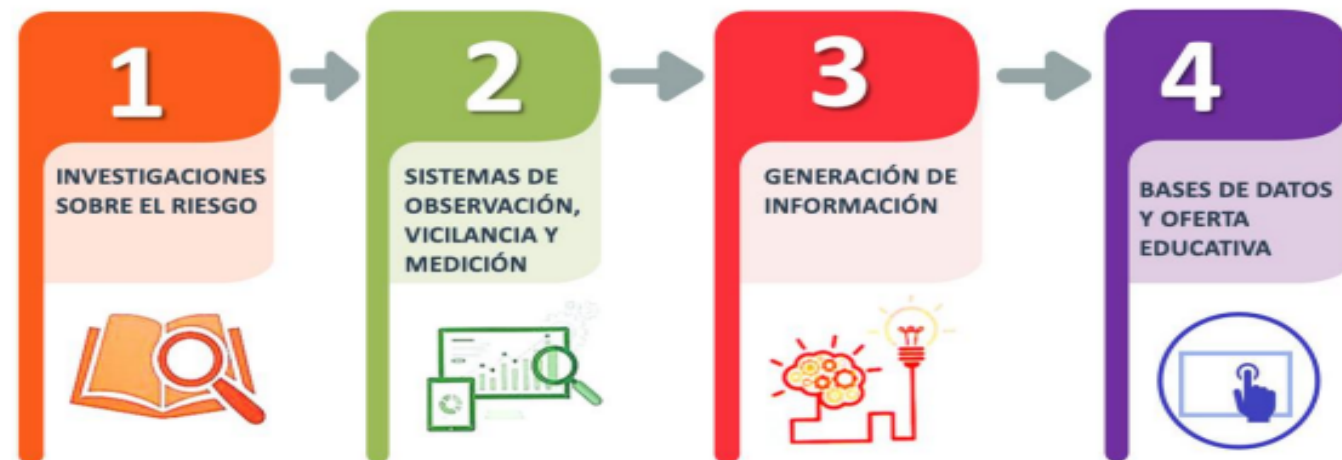 1
INVESTIGACIONES
SOBRE EL RIESGO
2
SISTEMAS DE
OBSERVACIÓN,
VICILANCIA Y
MEDICIÓN
3
GENERACIÓN DE
INFORMACIÓN
4
BASES DE DATOS
Y OFERTA
EDUCATIVA